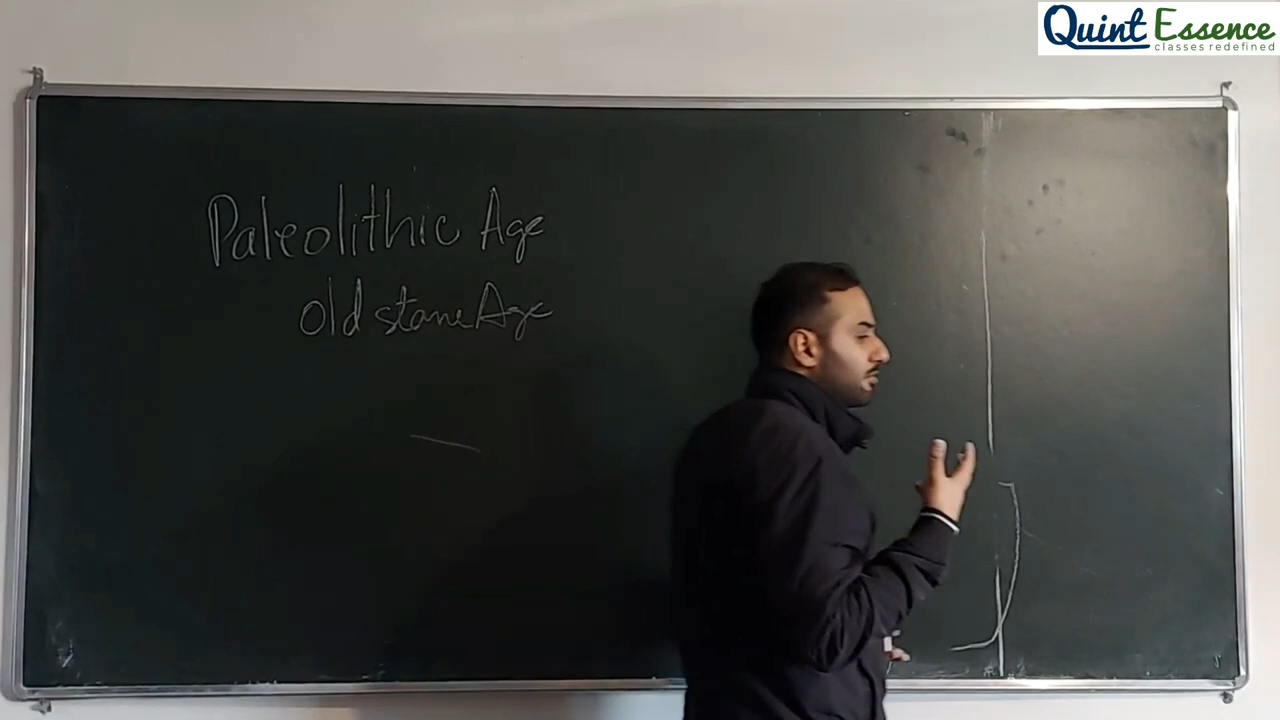 Quint Essence
classes redefined
Paleolithic Age
old stone Age